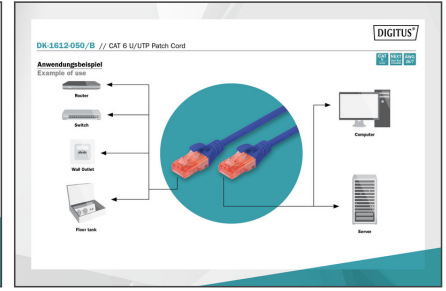 DIGITUS®
DK-1612-050/B // CAT 6 U/UTP Patch Cord
Anwendungsbeispiel
Example of use
Router
Switch
Wall Outlet
Floor tank
Computer
Server